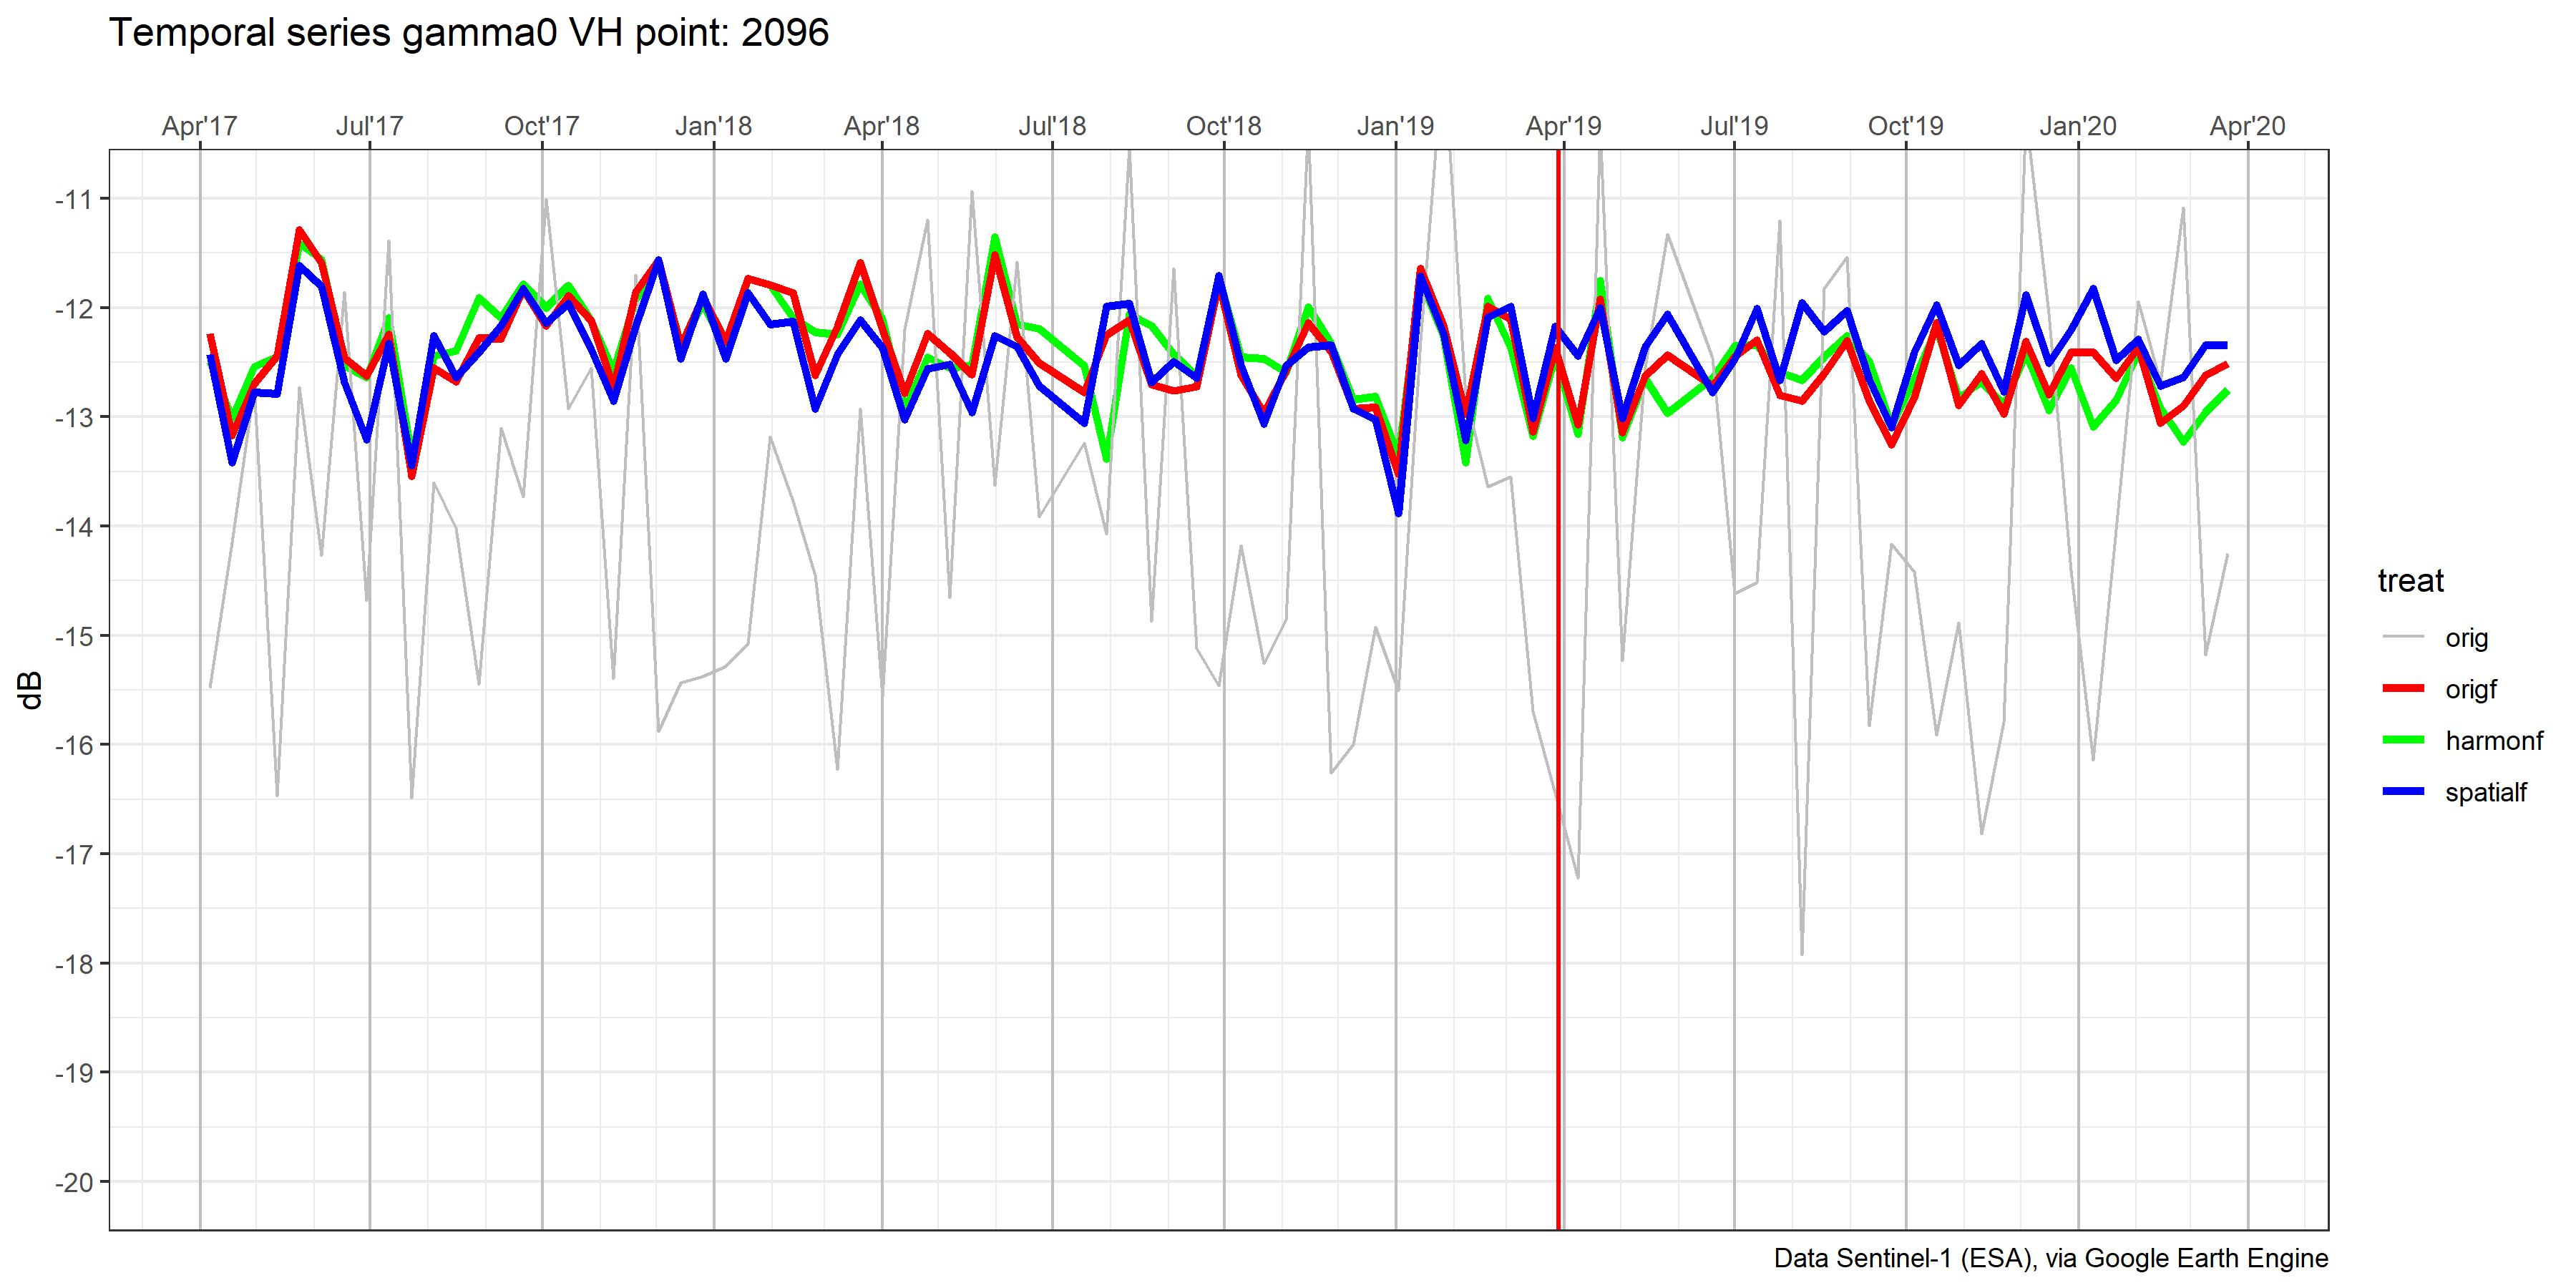 Temporal series gamma0 VH point: 2096
Apr'17 Jul'17 Oct'17 Jan'18 Apr'18 Jul'18 Oct'18 Jan'19 Apr'19 Jul'19 Oct'19 Jan'20 Apr'20
-11
-12
-13
-14
-15
-16
-17
-18
-19
-20
dB
treat
orig
origf
harmonf
spatialf
Data Sentinel-1 (ESA), via Google Earth Engine